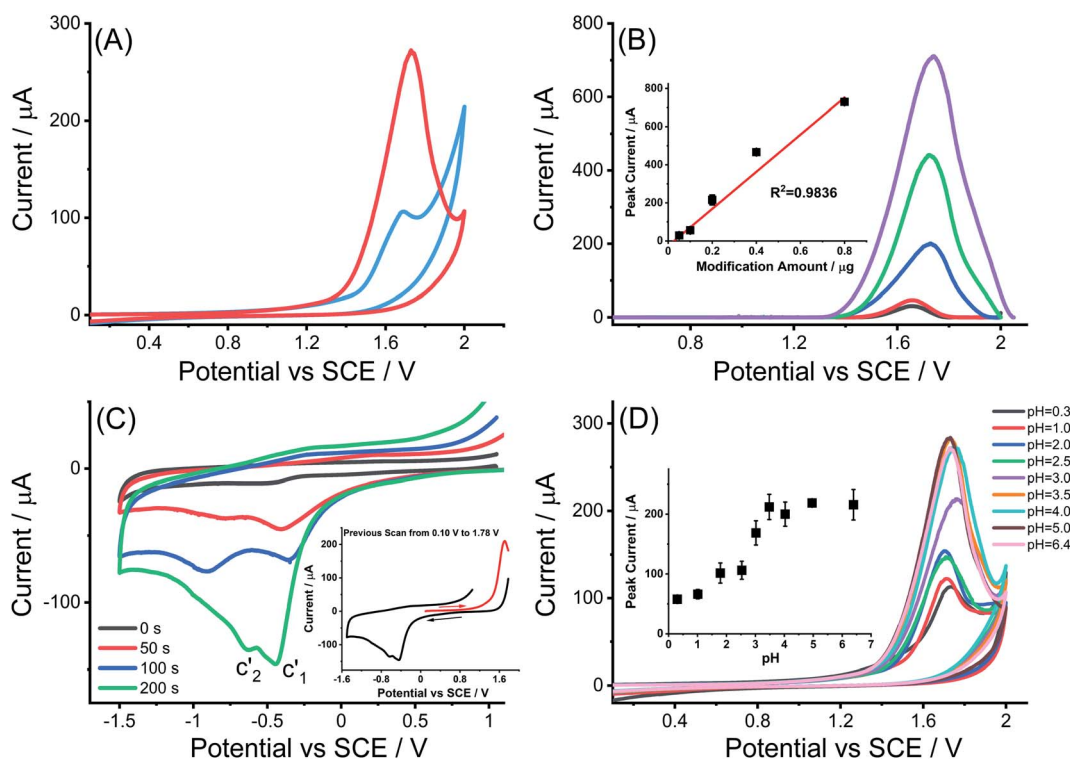 (A)
300
200
100
0
Current / μA
0.4
0.8
1.2
1.6
2
Potential vs SCE / V
(B)
800
600
400
200
0
Current / μA
0.8
1.2
1.6
2
Potential vs SCE / V
800
600
400
200
0
Peak Current / μA
R²=0.9836
0.0
0.2
0.4
0.6
0.8
Modification Amount / μg
(C)
0
-100
Current / μA
0 s
50 s
100 s
200 s
c'2
c'1
-1.5
-1
-0.5
0
0.5
1
Potential vs SCE / V
Previous Scan from 0.10 V to 1.78 V
300
200
100
0
-100
Current / μA
-1.6
-0.8
0
0.8
1.6
Potential vs SCE / V
(D)
300
200
100
0
Current / μA
pH=0.3
pH=1.0
pH=2.0
pH=2.5
pH=3.0
pH=3.5
pH=4.0
pH=5.0
pH=6.4
200
150
100
50
0
Peak Current / μA
0
1
2
3
4
5
6
7
pH
0.4
0.8
1.2
1.6
2
Potential vs SCE / V